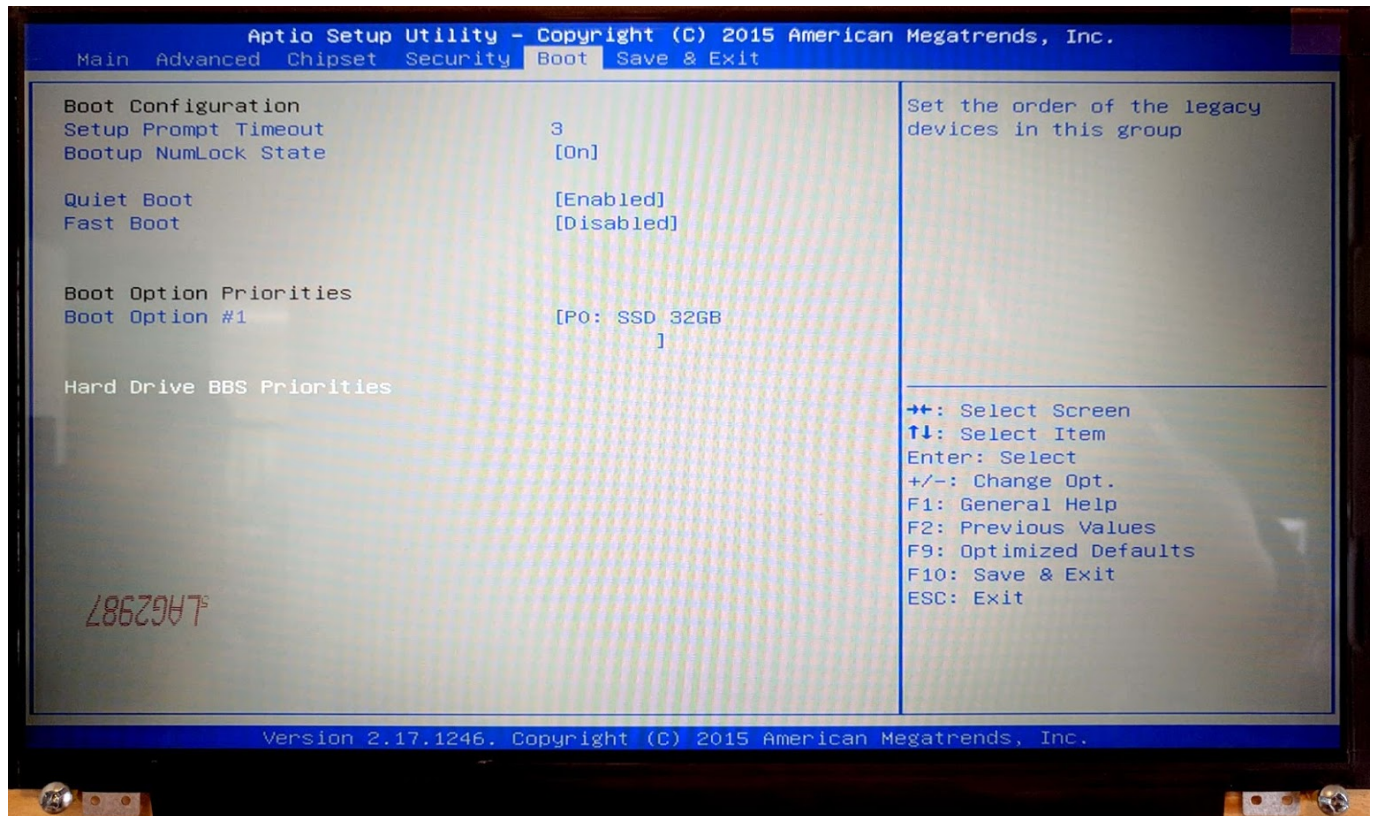 Aptio Setup Utility – Copyright (C) 2015 American Megatrends, Inc.
Main Advanced Chipset Security Boot Save & Exit
Boot Configuration
Setup Prompt Timeout 3
Bootup NumLock State [On]
Quiet Boot [Enabled]
Fast Boot [Disabled]
Boot Option Priorities
Boot Option #1 [P0: SSD 32GB
]
Hard Drive BBS Priorities
Set the order of the legacy
devices in this group
→←: Select Screen
↑↓: Select Item
Enter: Select
+/-: Change Opt.
F1: General Help
F2: Previous Values
F9: Optimized Defaults
F10: Save & Exit
ESC: Exit
Version 2.17.1246. Copyright (C) 2015 American Megatrends, Inc.